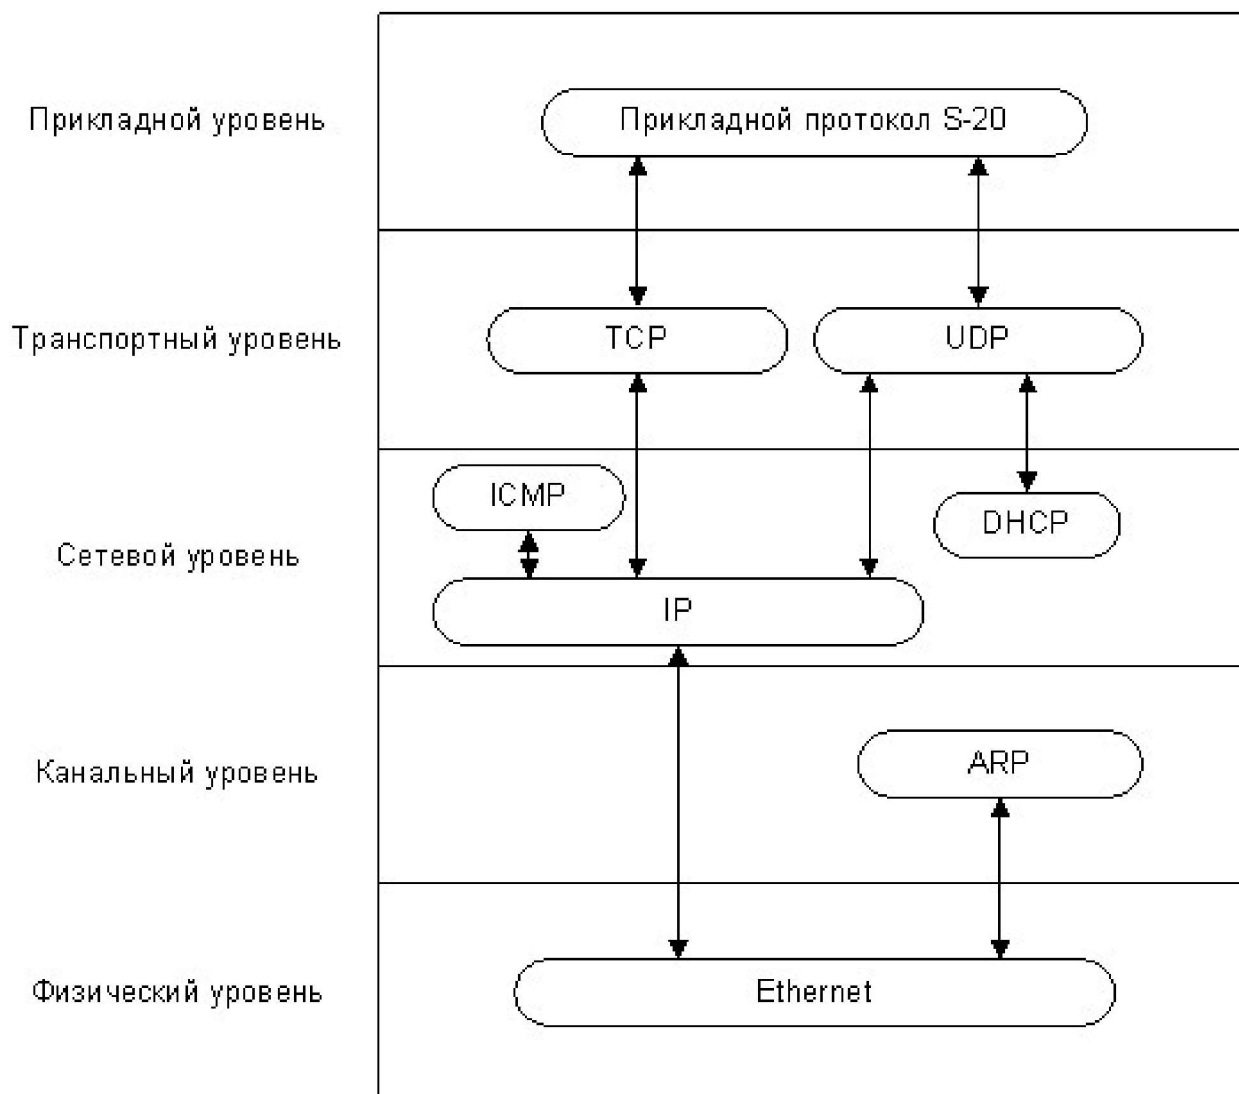 Прикладной уровень
Прикладной протокол S-20
Транспортный уровень
TCP
UDP
ICMP
DHCP
Сетевой уровень
IP
Канальный уровень
ARP
Физический уровень
Ethernet